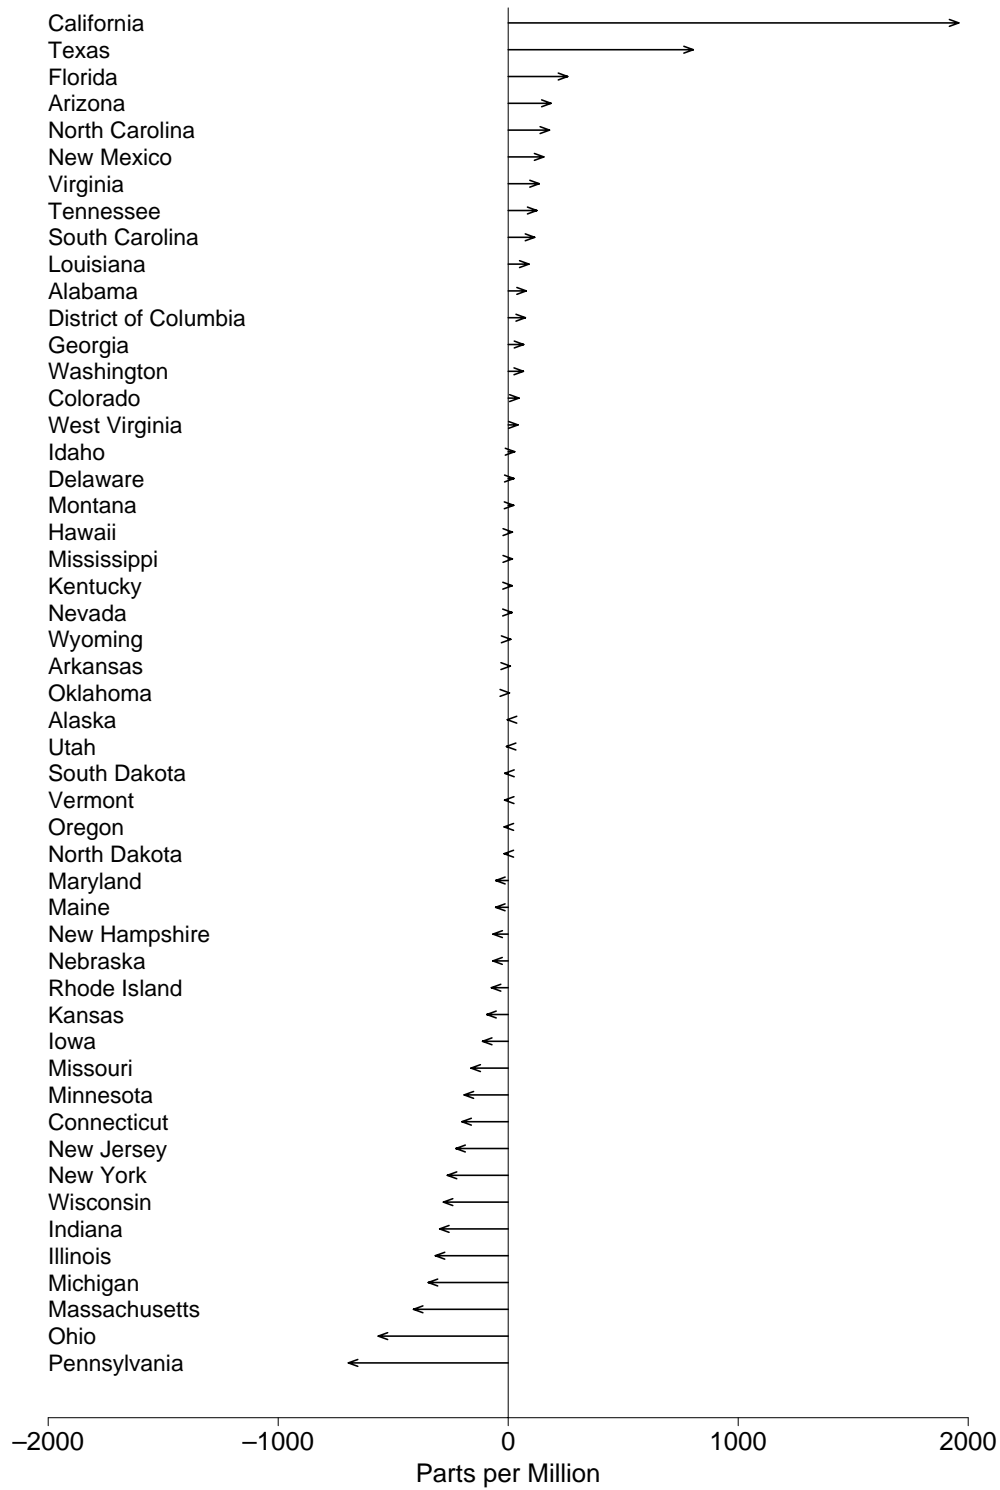 California
Texas
Florida
Arizona
North Carolina
New Mexico
Virginia
Tennessee
South Carolina
Louisiana
Alabama
District of Columbia
Georgia
Washington
Colorado
West Virginia
Idaho
Delaware
Montana
Hawaii
Mississippi
Kentucky
Nevada
Wyoming
Arkansas
Oklahoma
Alaska
Utah
South Dakota
Vermont
Oregon
North Dakota
Maryland
Maine
New Hampshire
Nebraska
Rhode Island
Kansas
Iowa
Missouri
Minnesota
Connecticut
New Jersey
New York
Wisconsin
Indiana
Illinois
Michigan
Massachusetts
Ohio
Pennsylvania
−2000 −1000 0 1000 2000
Parts per Million